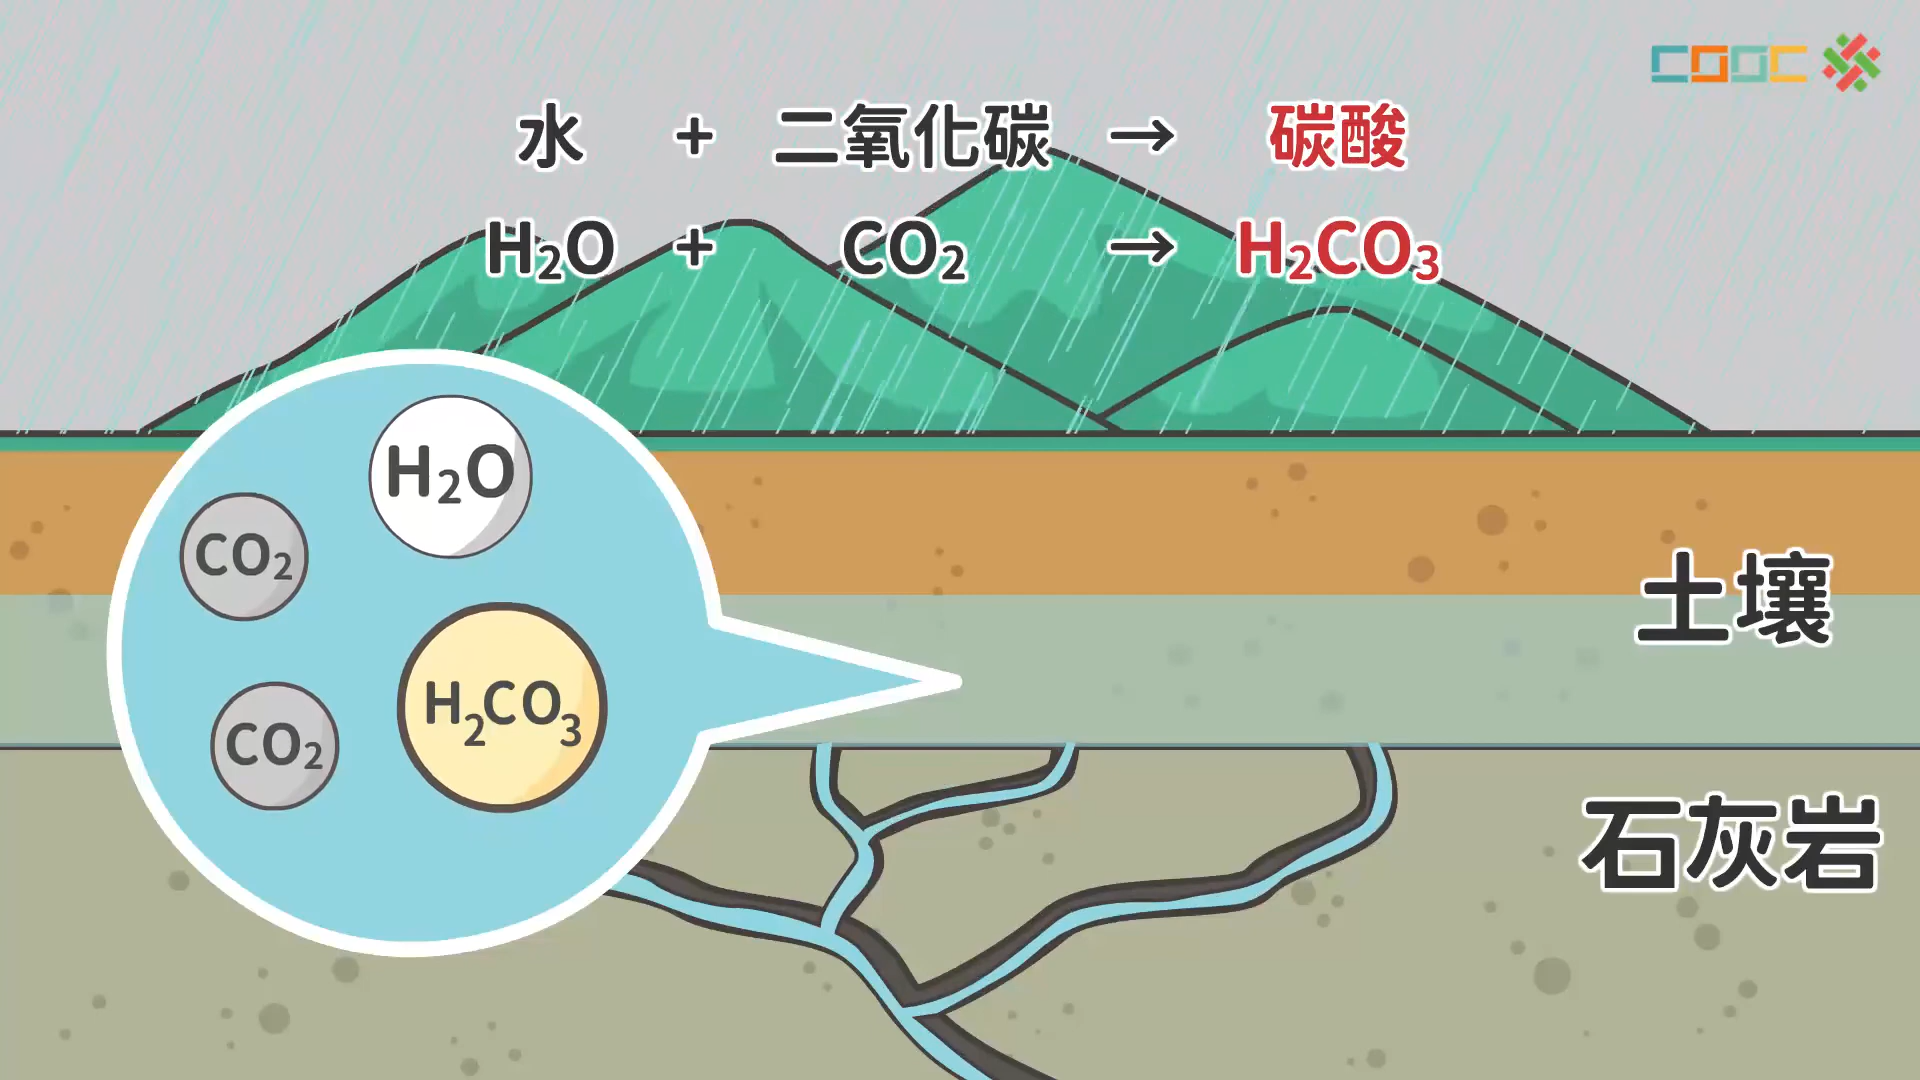 COOC
水 + 二氧化碳 → 碳酸
H₂O + CO₂ → H₂CO₃
H₂O
CO₂
H₂CO₃
CO₂
土壤
石灰岩